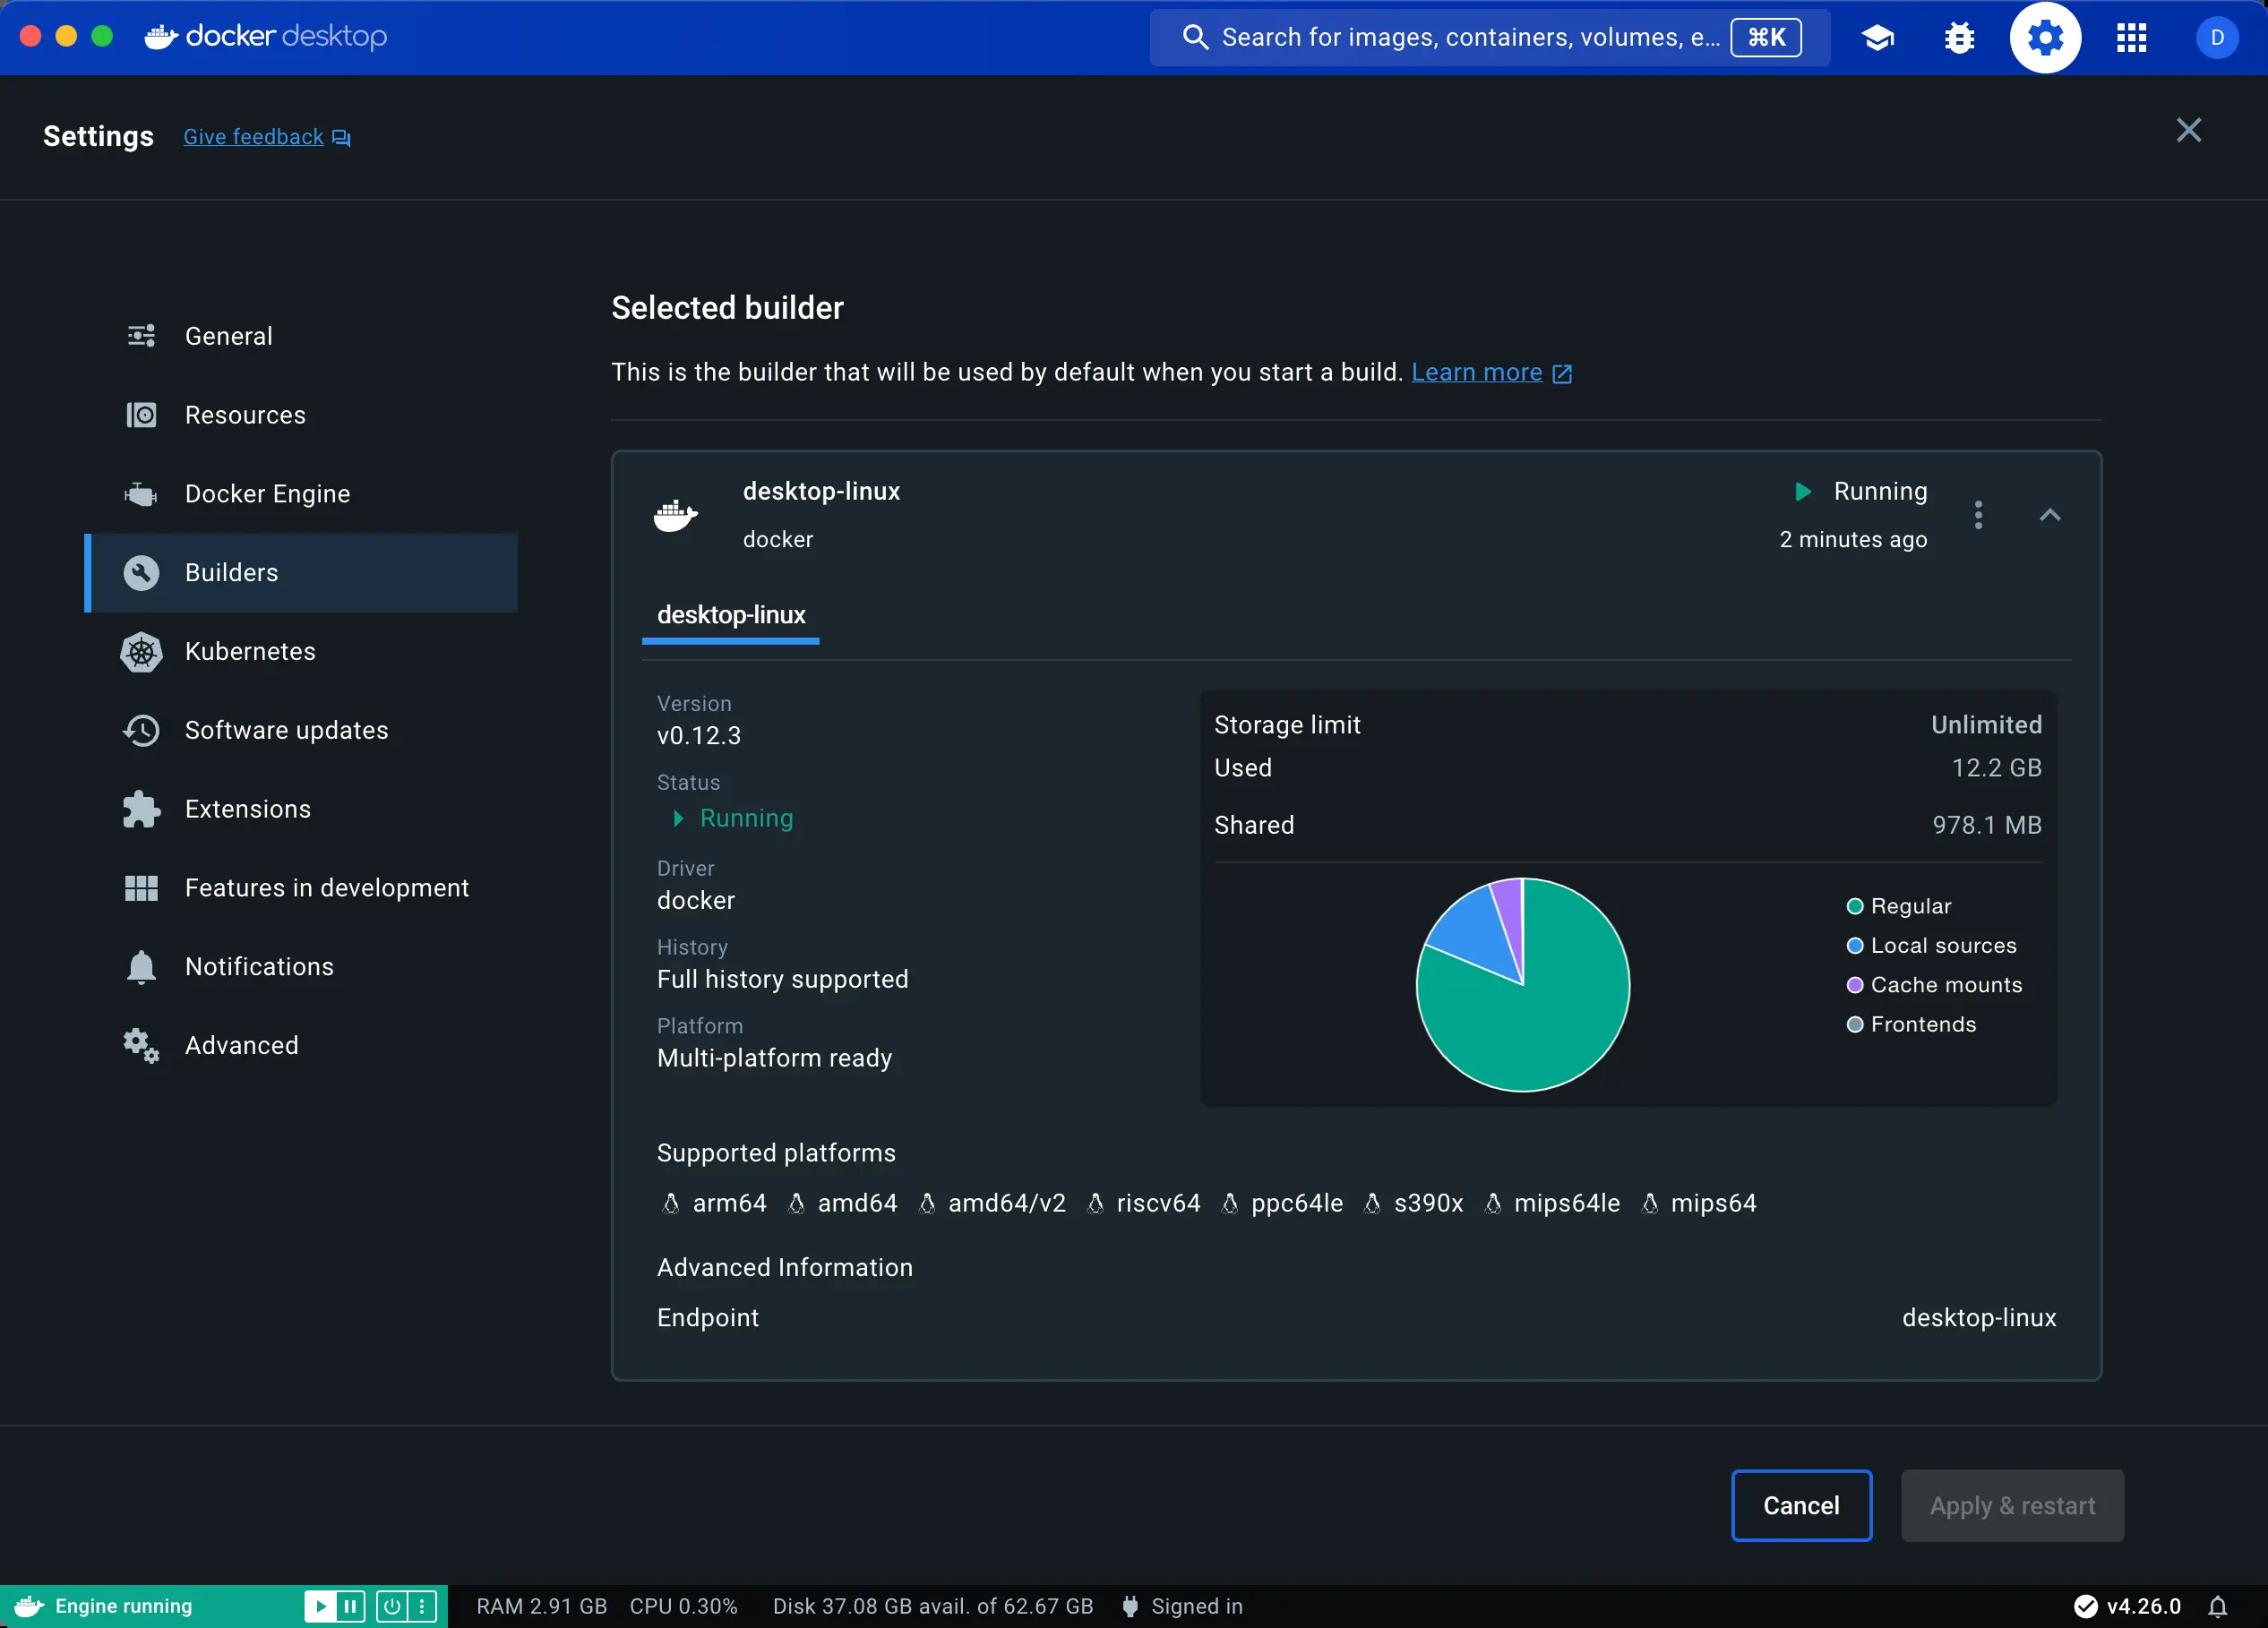 docker desktop
Search for images, containers, volumes, e... ⌘K
D
Settings Give feedback
General
Resources
Docker Engine
Builders
Kubernetes
Software updates
Extensions
Features in development
Notifications
Advanced
Selected builder
This is the builder that will be used by default when you start a build. Learn more
desktop-linux
docker
Running
2 minutes ago
desktop-linux
Version
v0.12.3
Status
Running
Driver
docker
History
Full history supported
Platform
Multi-platform ready
Storage limit Unlimited
Used 12.2 GB
Shared 978.1 MB
Regular
Local sources
Cache mounts
Frontends
Supported platforms
arm64 amd64 amd64/v2 riscv64 ppc64le s390x mips64le mips64
Advanced Information
Endpoint desktop-linux
Cancel Apply & restart
Engine running RAM 2.91 GB CPU 0.30% Disk 37.08 GB avail. of 62.67 GB Signed in v4.26.0